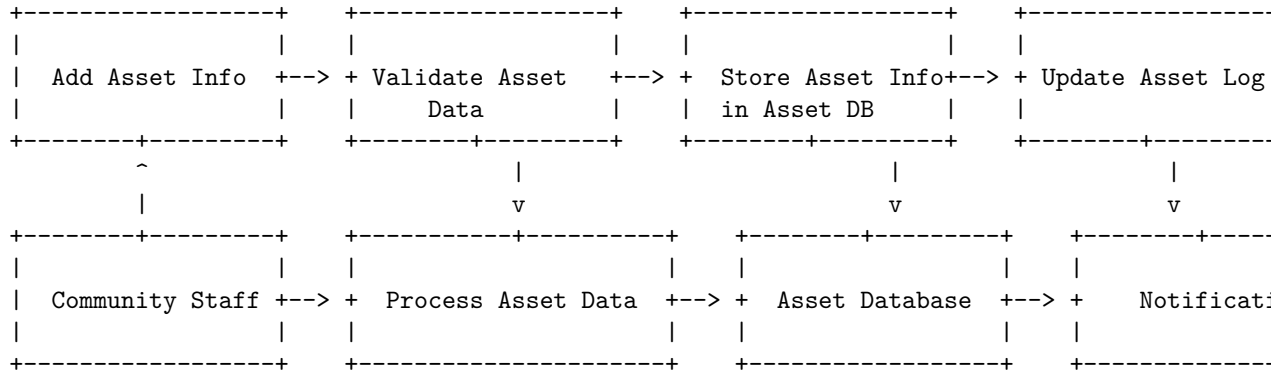 Add Asset Info --> Validate Asset --> Store Asset Info --> Update Asset Log
Data in Asset DB
Community Staff --> Process Asset Data --> Asset Database -->